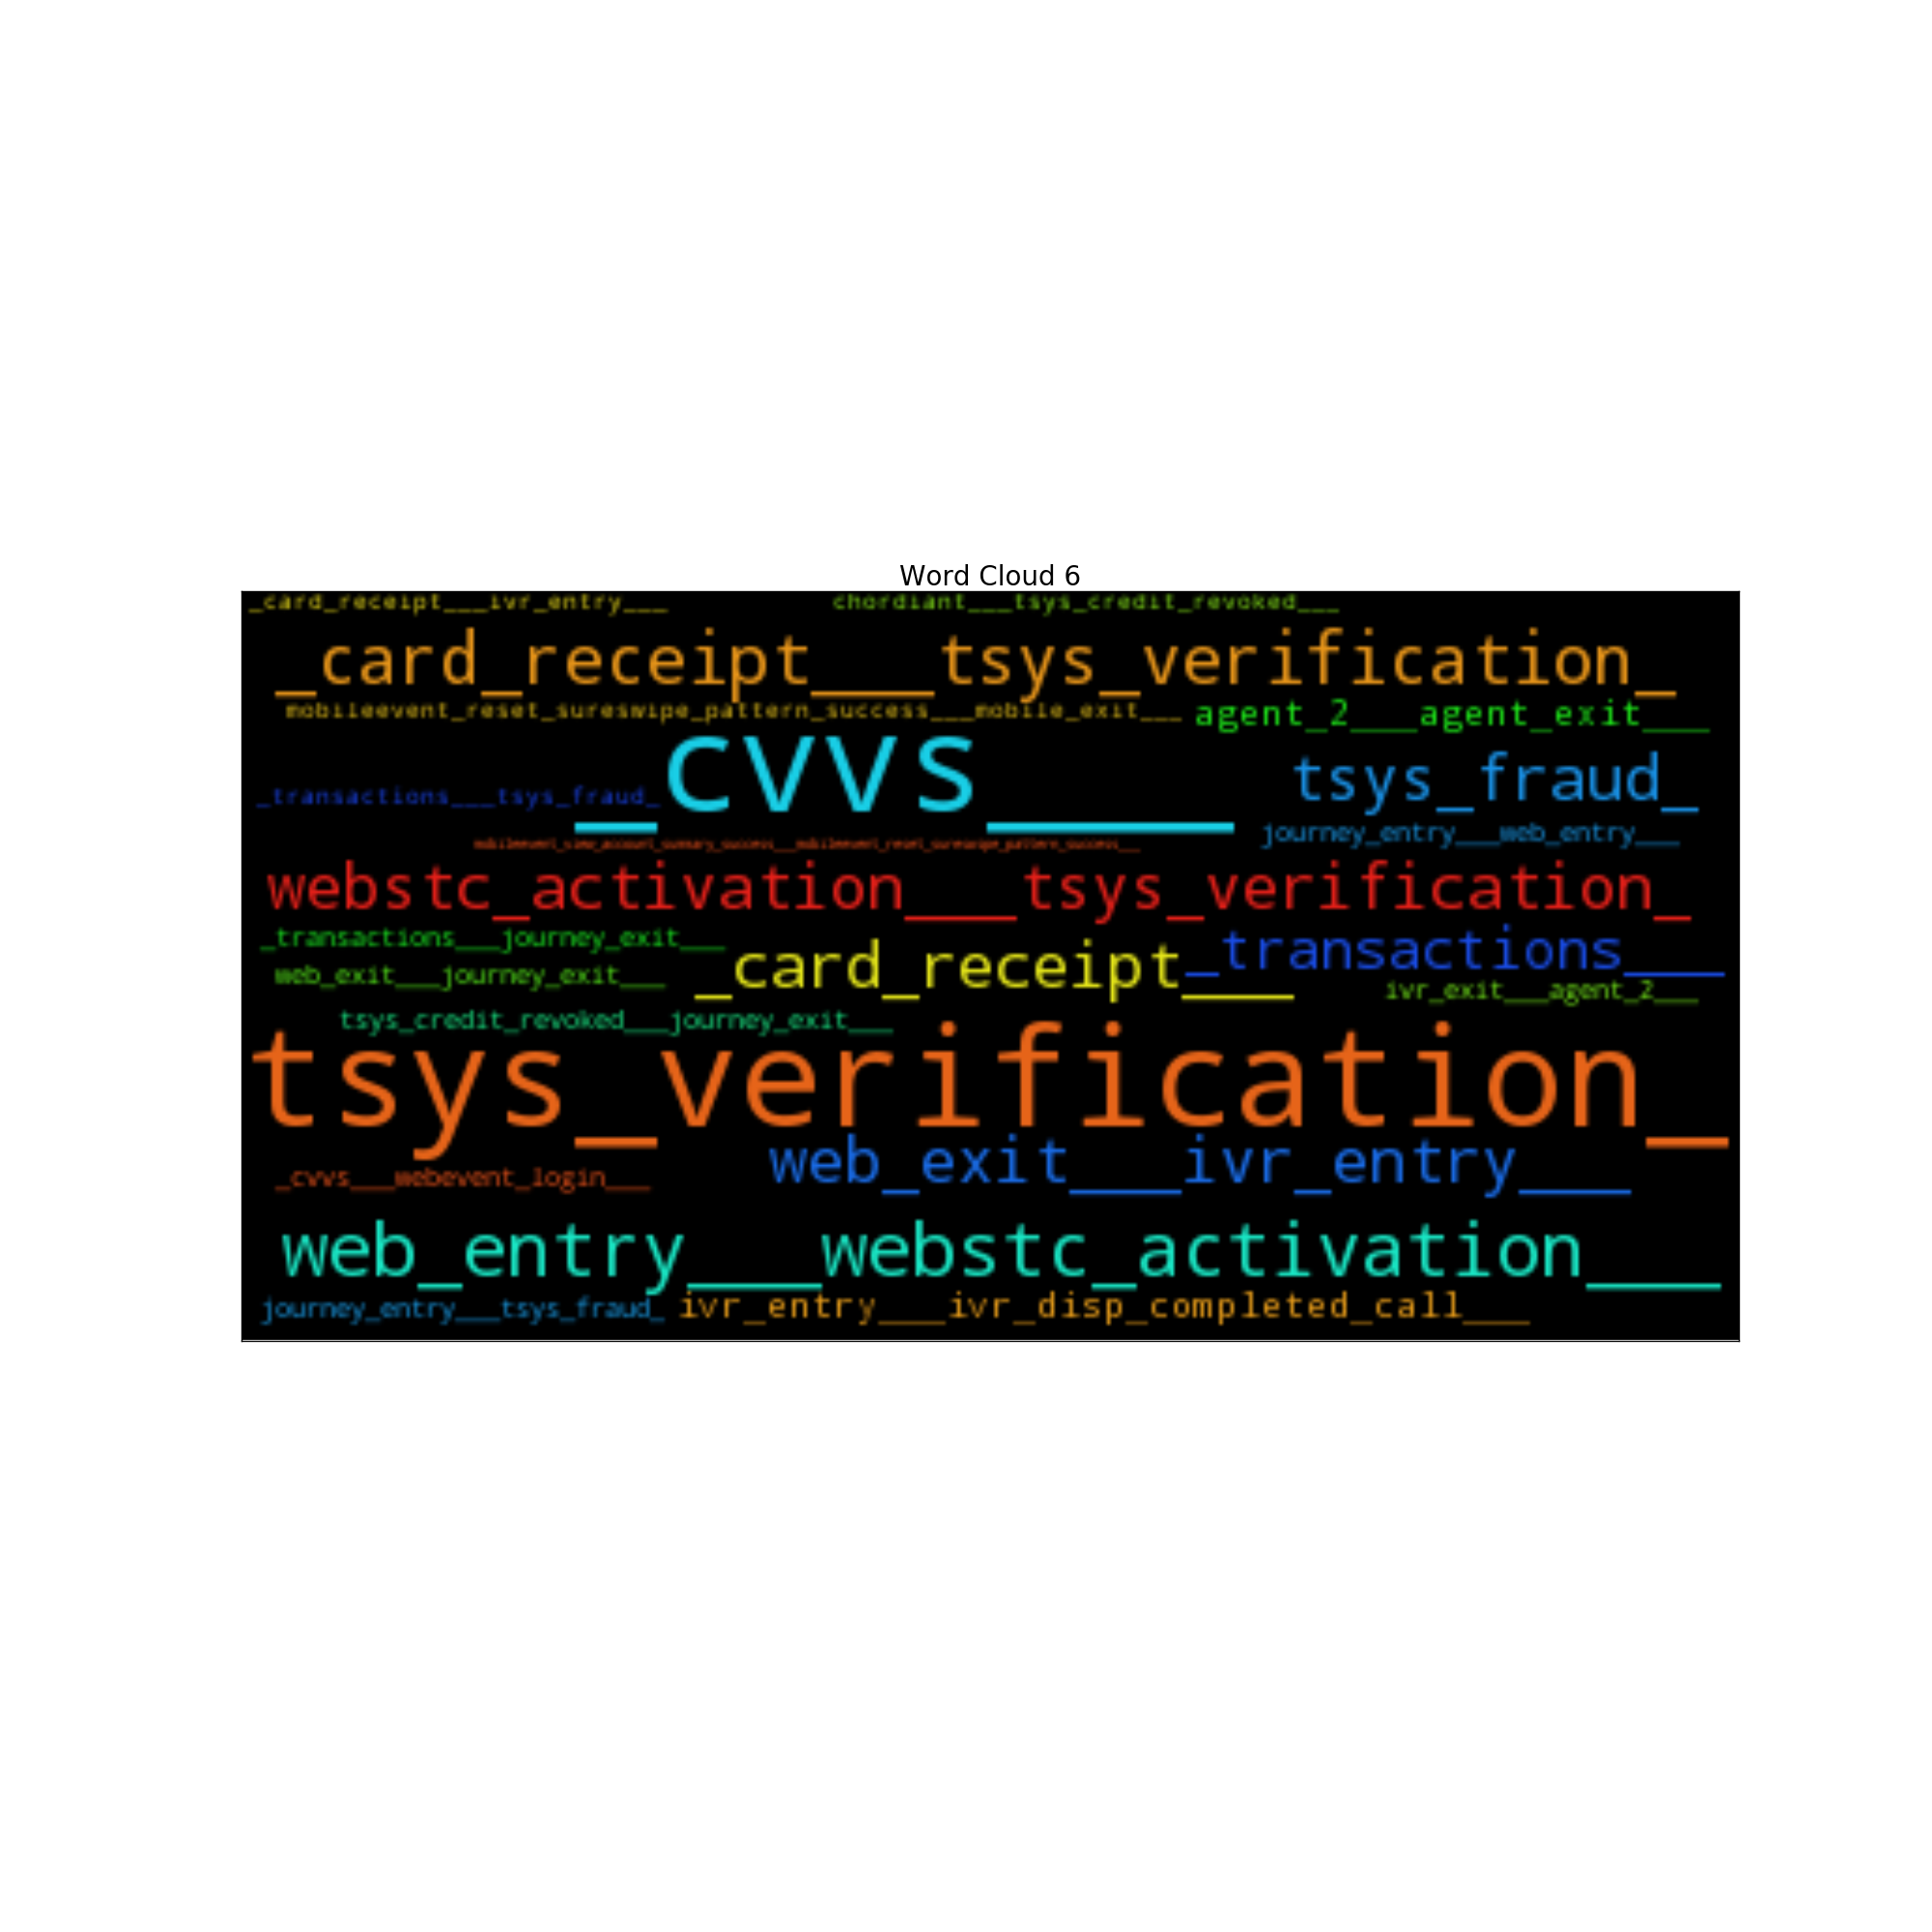 Word Cloud 6
_card_receipt___ivr_entry___ chordiant___tsys_credit_revoked___
_card_receipt___tsys_verification_
mobileevent_reset_sureswipe_pattern_success___mobile_exit___ agent_2___agent_exit___
_cvvs___
tsys_fraud_
_transactions___tsys_fraud_
journey_entry___web_entry___
mobileevent_view_account_summary_success___mobileevent_reset_sureswipe_pattern_success___
webstc_activation___tsys_verification_
_transactions___journey_exit___
_transactions___
_card_receipt___
web_exit___journey_exit___
ivr_exit___agent_2___
tsys_credit_revoked___journey_exit___
tsys_verification_
web_exit___ivr_entry___
_cvvs___webevent_login___
web_entry___webstc_activation___
journey_entry___tsys_fraud_ ivr_entry___ivr_disp_completed_call___